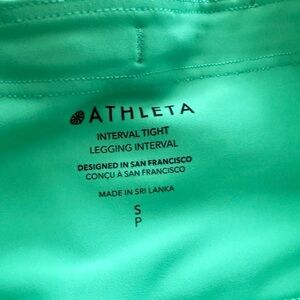 ATHLETA
INTERVAL TIGHT
LEGGING INTERVAL
DESIGNED IN SAN FRANCISCO
CONÇU À SAN FRANCISCO
MADE IN SRI LANKA
S
P